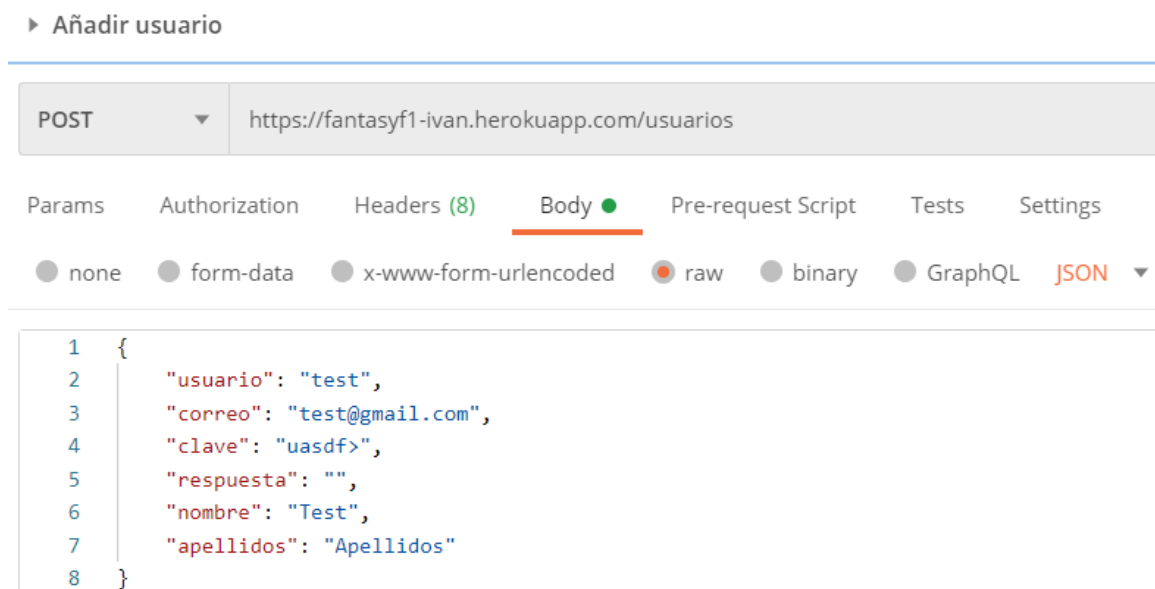 Añadir usuario
POST https://fantasyf1-ivan.herokuapp.com/usuarios
Params Authorization Headers (8) Body Pre-request Script Tests Settings
none form-data x-www-form-urlencoded raw binary GraphQL JSON
1 {
2 "usuario": "test",
3 "correo": "test@gmail.com",
4 "clave": "uasdf>",
5 "respuesta": "",
6 "nombre": "Test",
7 "apellidos": "Apellidos"
8 }